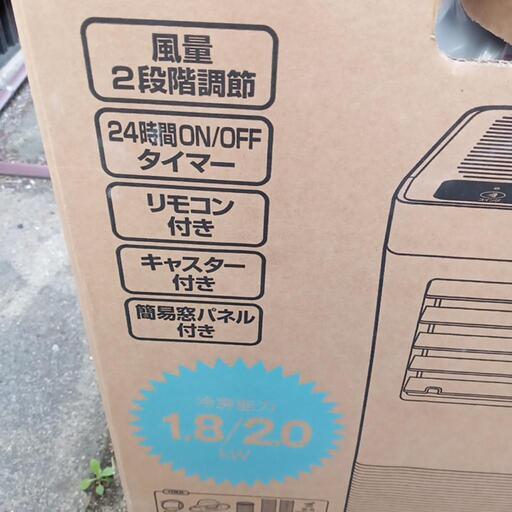 風量
2段階調節
24時間ON/OFF
タイマー
リモコン
付き
キャスター
付き
簡易窓パネル
付き
冷房能力
1.8/2.0
kW